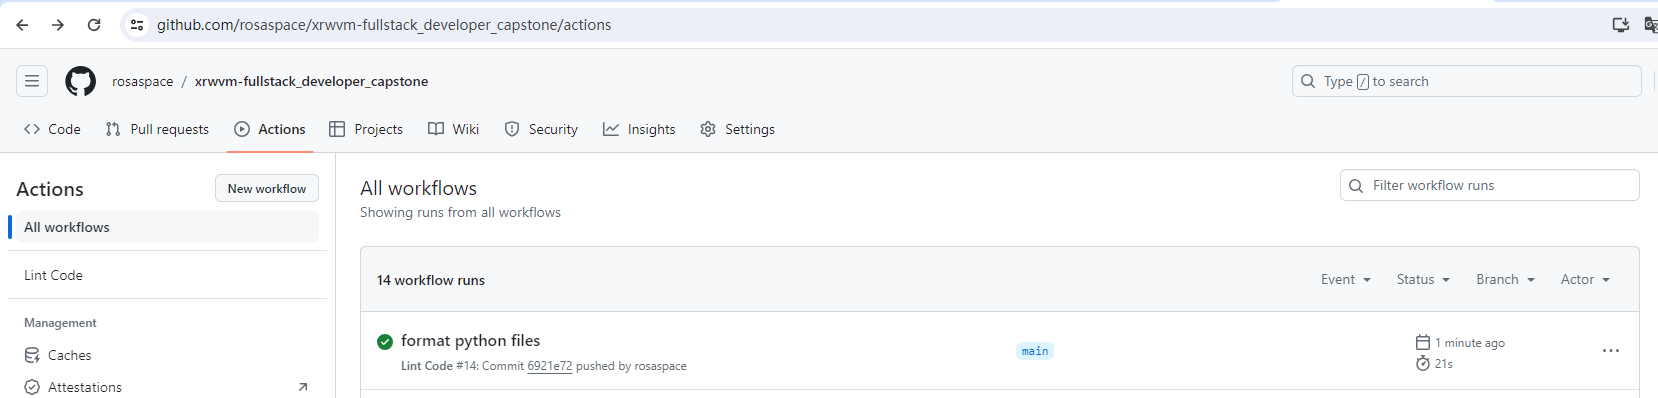 github.com/rosaspace/xrwvm-fullstack_developer_capstone/actions
rosaspace / xrwvm-fullstack_developer_capstone
Type / to search
Code Pull requests Actions Projects Wiki Security Insights Settings
Actions
New workflow
All workflows
Lint Code
Management
Caches
Attestations
All workflows
Showing runs from all workflows
Filter workflow runs
14 workflow runs
Event Status Branch Actor
format python files
Lint Code #14: Commit 6921e72 pushed by rosaspace
main
1 minute ago
21s